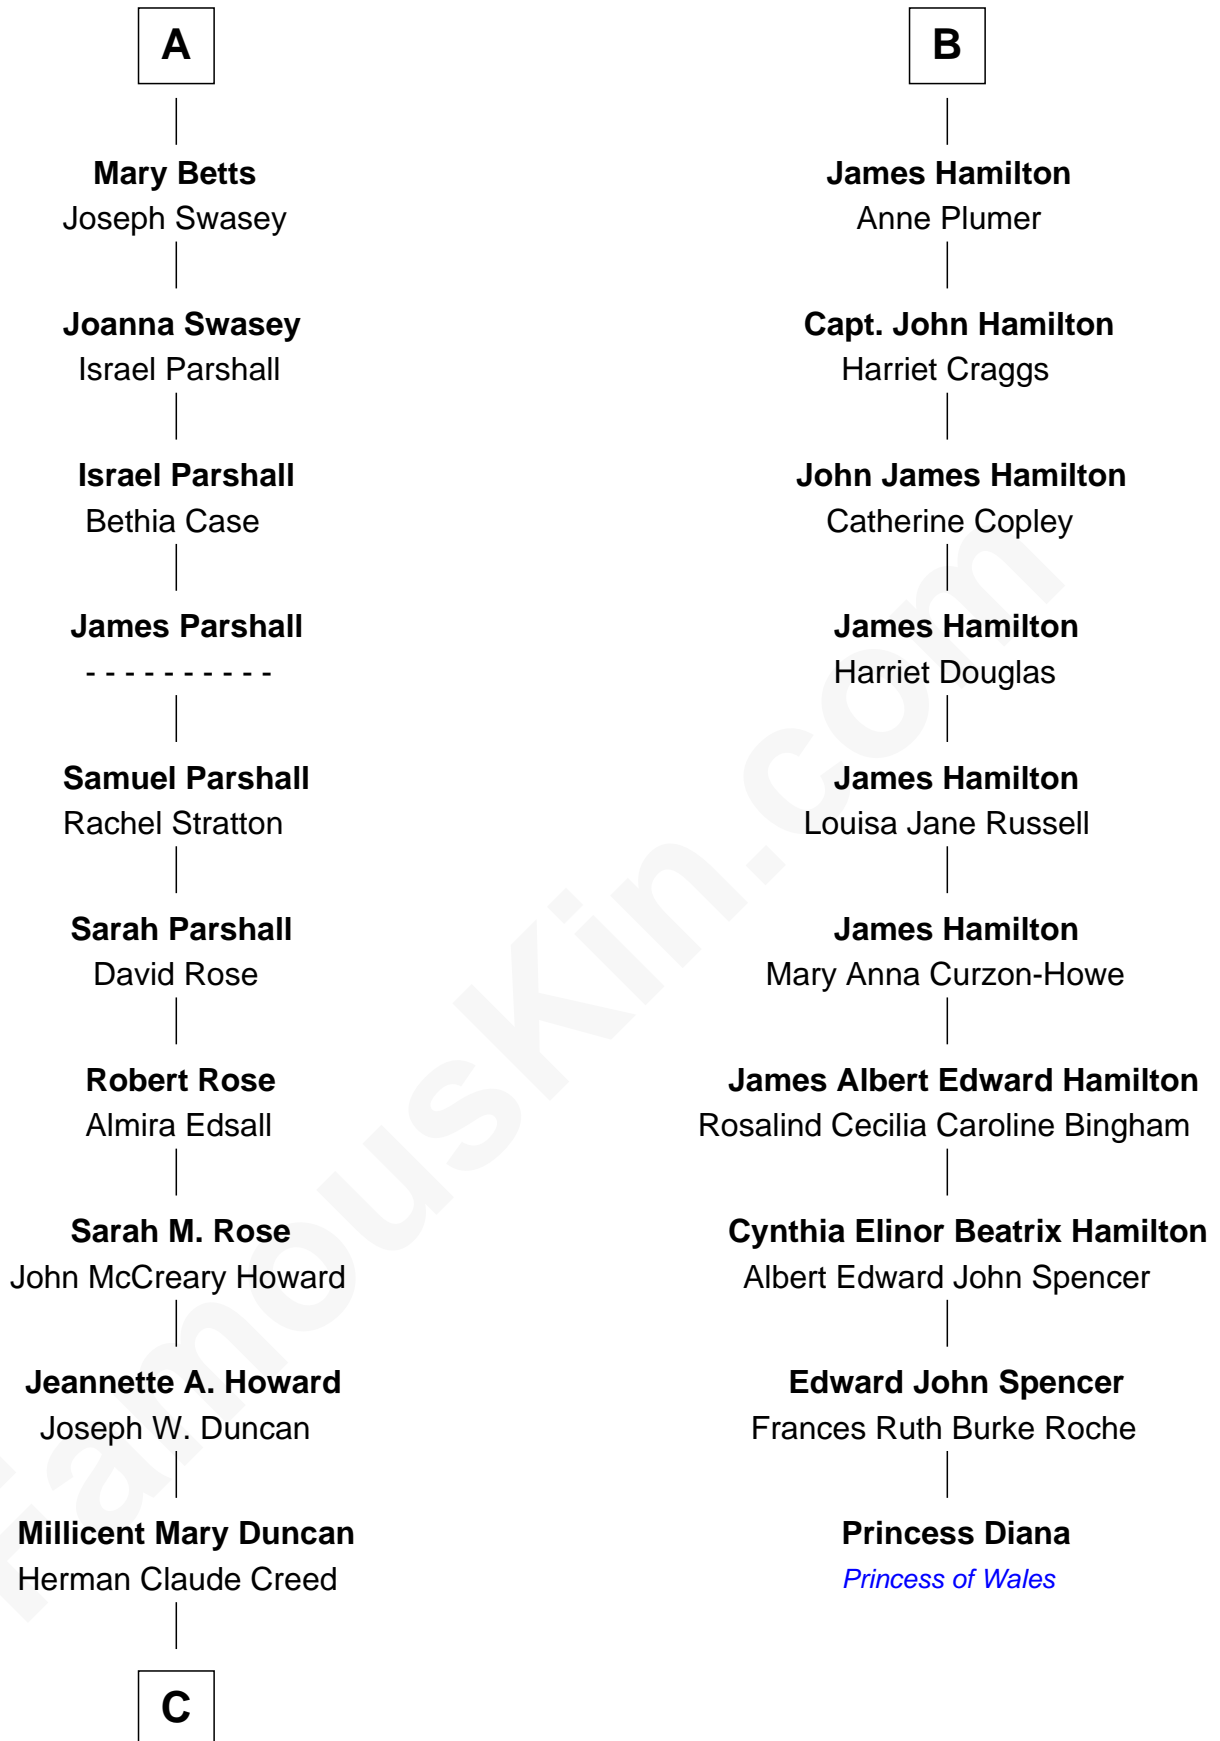 A
Mary Betts
Joseph Swasey
Joanna Swasey
Israel Parshall
Israel Parshall
Bethia Case
James Parshall
- - - - - - - - - -
Samuel Parshall
Rachel Stratton
Sarah Parshall
David Rose
Robert Rose
Almira Edsall
Sarah M. Rose
John McCreary Howard
Jeannette A. Howard
Joseph W. Duncan
Millicent Mary Duncan
Herman Claude Creed
C
B
James Hamilton
Anne Plumer
Capt. John Hamilton
Harriet Craggs
John James Hamilton
Catherine Copley
James Hamilton
Harriet Douglas
James Hamilton
Louisa Jane Russell
James Hamilton
Mary Anna Curzon-Howe
James Albert Edward Hamilton
Rosalind Cecilia Caroline Bingham
Cynthia Elinor Beatrix Hamilton
Albert Edward John Spencer
Edward John Spencer
Frances Ruth Burke Roche
Princess Diana
Princess of Wales
FamousKin.com